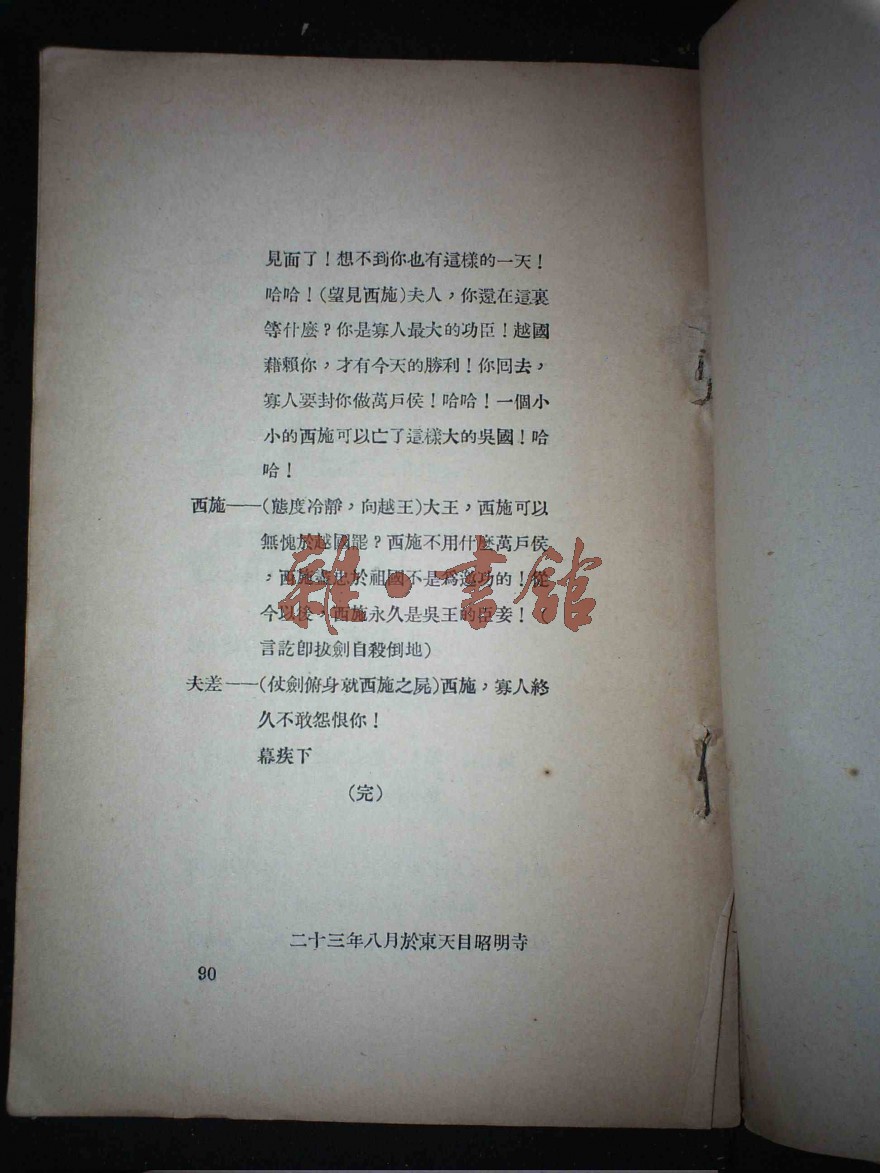 見面了！想不到你也有這樣的一天！
哈哈！(望見西施)夫人，你還在這裏
等什麼？你是寡人最大的功臣！越國
藉賴你，才有今天的勝利！你回去，
寡人要封你做萬戶侯！哈哈！一個小
小的西施可以亡了這樣大的吳國！哈
哈！
西施——(態度冷靜，向越王)大王，西施可以
無愧於越國罷？西施不用什麼萬戶侯
，西施盡忠於祖國不是爲邀功的！從
今以後，西施永久是吳王的臣妾！（
言訖卽拔劍自殺倒地)
夫差——(仗劍俯身就西施之屍)西施，寡人終
久不敢怨恨你！
幕疾下
(完)
二十三年八月於東天目昭明寺
90
雜·書館